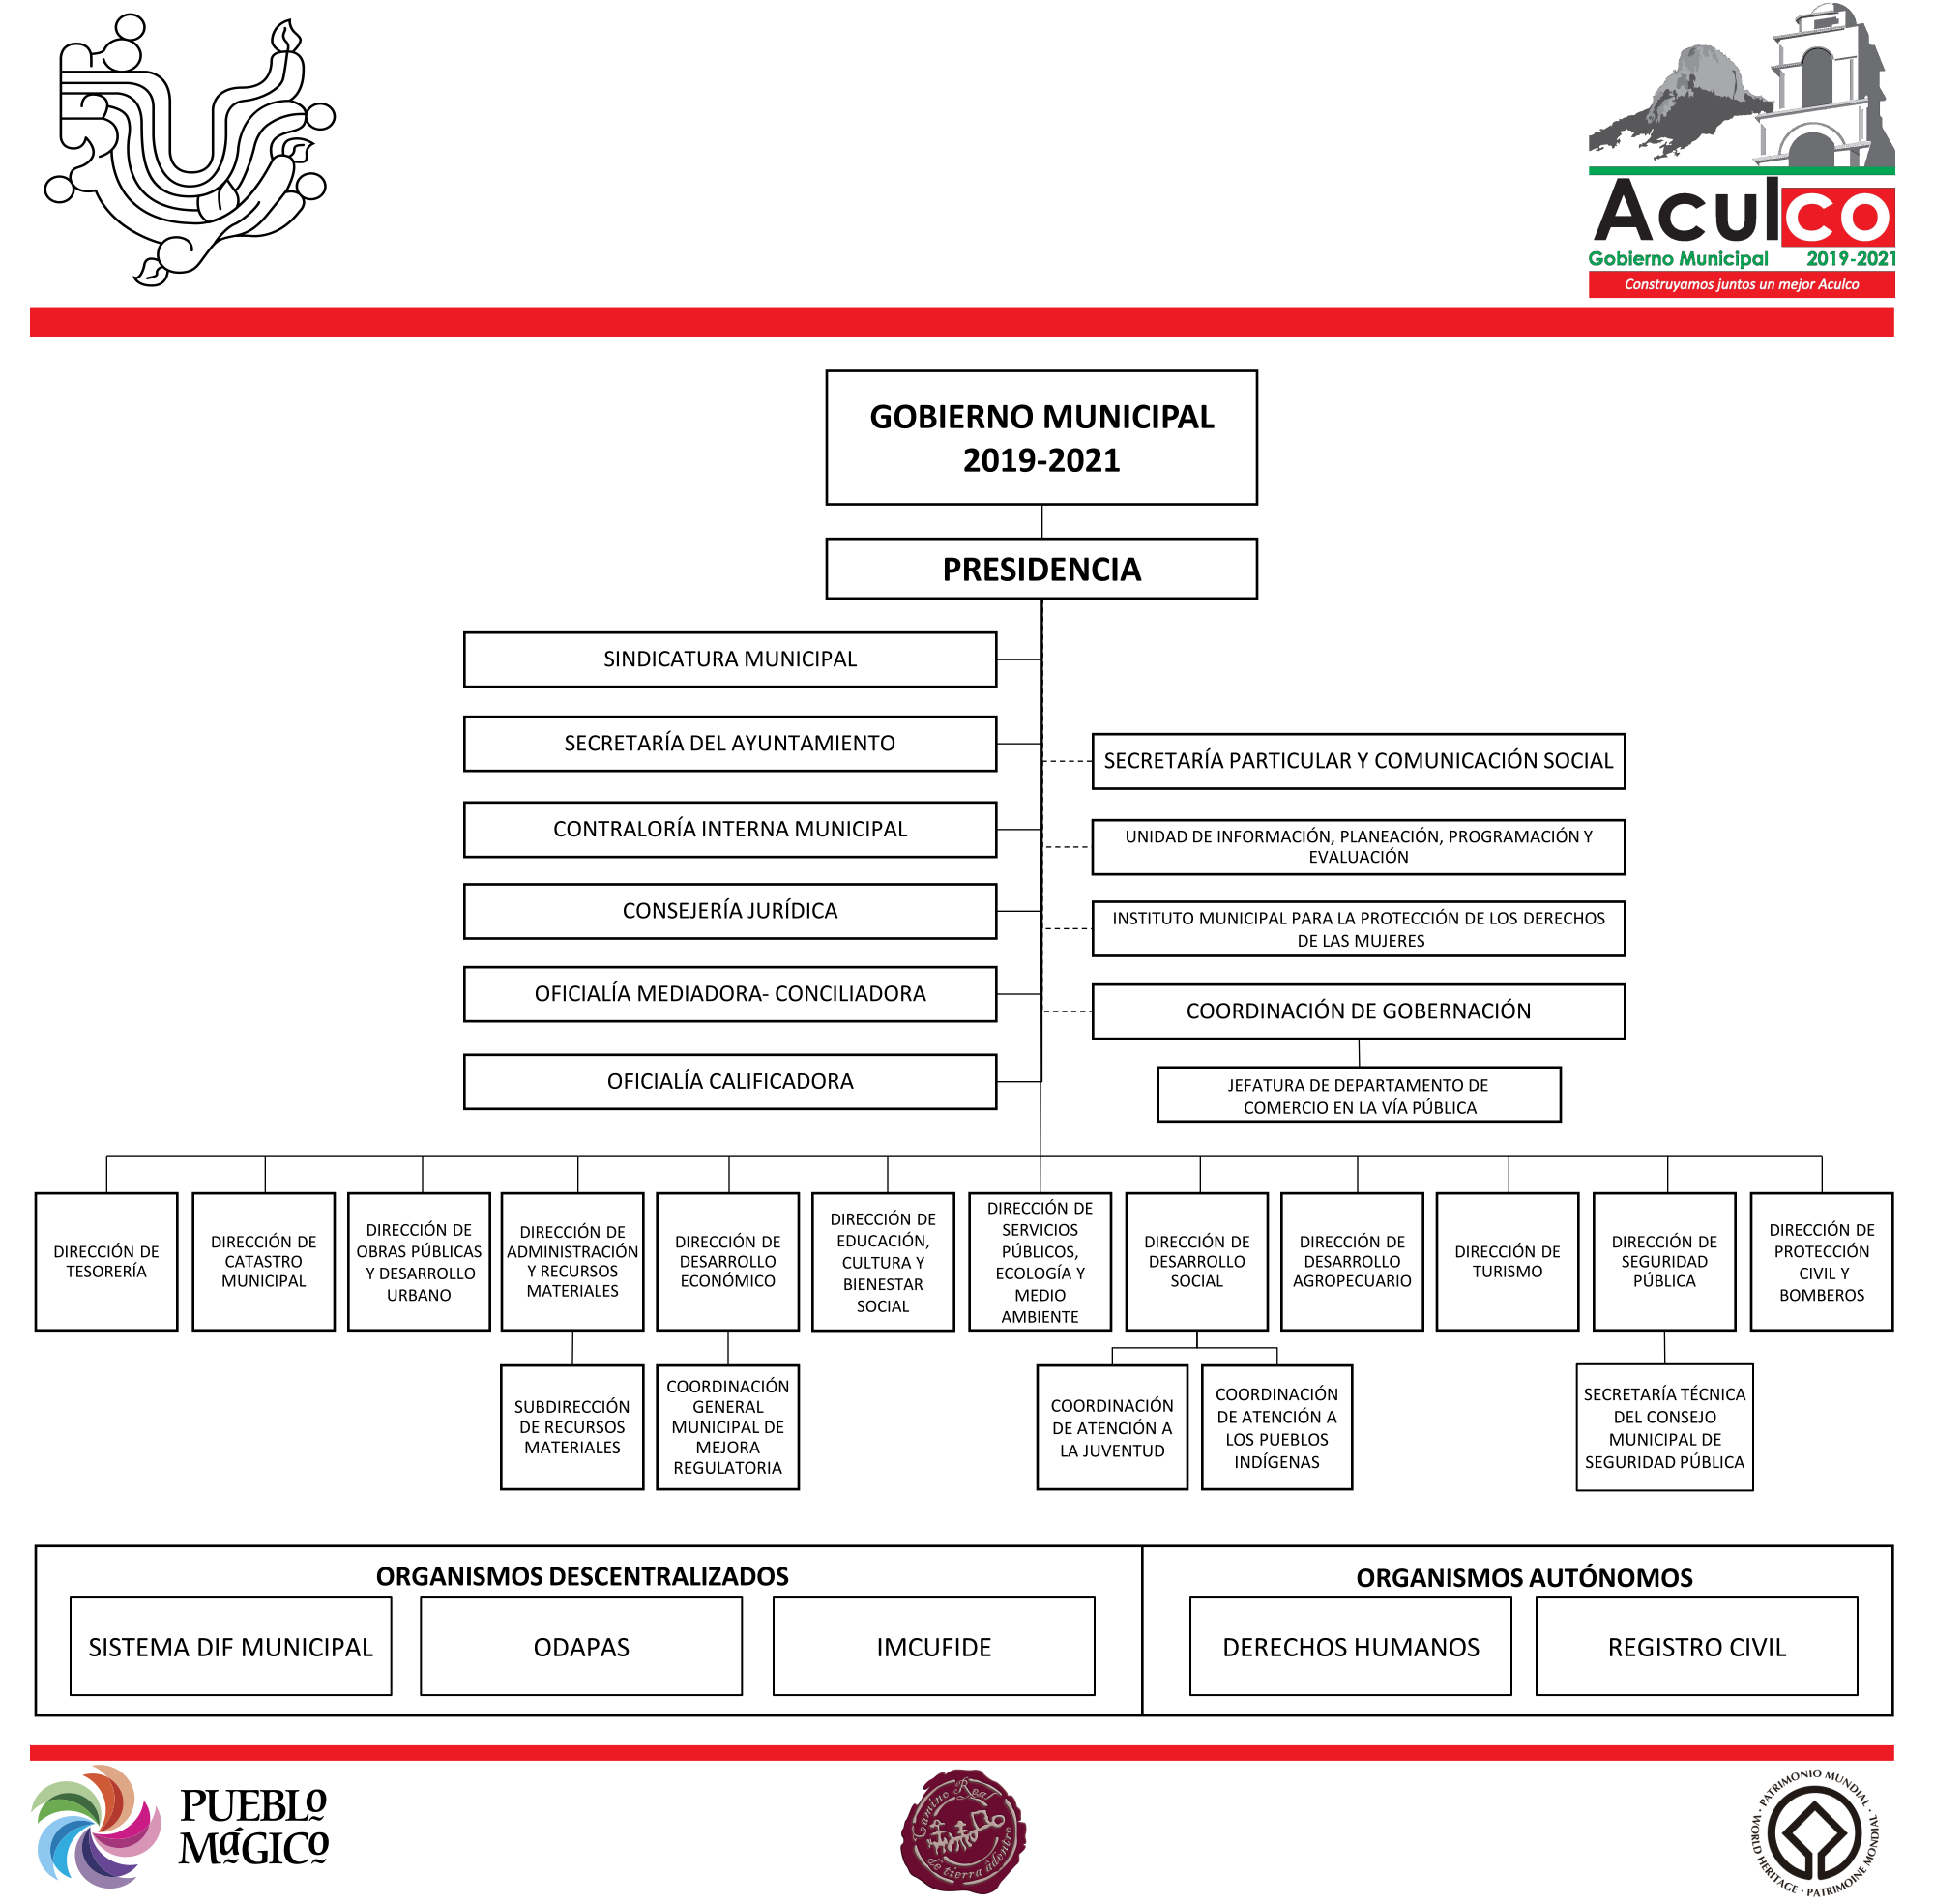 Aculco
Gobierno Municipal 2019-2021
Construyamos juntos un mejor Aculco
GOBIERNO MUNICIPAL
2019-2021
PRESIDENCIA
SINDICATURA MUNICIPAL
SECRETARÍA DEL AYUNTAMIENTO
CONTRALORÍA INTERNA MUNICIPAL
CONSEJERÍA JURÍDICA
OFICIALÍA MEDIADORA- CONCILIADORA
OFICIALÍA CALIFICADORA
SECRETARÍA PARTICULAR Y COMUNICACIÓN SOCIAL
UNIDAD DE INFORMACIÓN, PLANEACIÓN, PROGRAMACIÓN Y
EVALUACIÓN
INSTITUTO MUNICIPAL PARA LA PROTECCIÓN DE LOS DERECHOS
DE LAS MUJERES
COORDINACIÓN DE GOBERNACIÓN
JEFATURA DE DEPARTAMENTO DE
COMERCIO EN LA VÍA PÚBLICA
DIRECCIÓN DE
TESORERÍA
DIRECCIÓN DE
CATASTRO
MUNICIPAL
DIRECCIÓN DE
OBRAS PÚBLICAS
Y DESARROLLO
URBANO
DIRECCIÓN DE
ADMINISTRACIÓN
Y RECURSOS
MATERIALES
DIRECCIÓN DE
DESARROLLO
ECONÓMICO
DIRECCIÓN DE
EDUCACIÓN,
CULTURA Y
BIENESTAR
SOCIAL
DIRECCIÓN DE
SERVICIOS
PÚBLICOS,
ECOLOGÍA Y
MEDIO
AMBIENTE
DIRECCIÓN DE
DESARROLLO
SOCIAL
DIRECCIÓN DE
DESARROLLO
AGROPECUARIO
DIRECCIÓN DE
TURISMO
DIRECCIÓN DE
SEGURIDAD
PÚBLICA
DIRECCIÓN DE
PROTECCIÓN
CIVIL Y
BOMBEROS
SUBDIRECCIÓN
DE RECURSOS
MATERIALES
COORDINACIÓN
GENERAL
MUNICIPAL DE
MEJORA
REGULATORIA
COORDINACIÓN
DE ATENCIÓN A
LA JUVENTUD
COORDINACIÓN
DE ATENCIÓN A
LOS PUEBLOS
INDÍGENAS
SECRETARÍA TÉCNICA
DEL CONSEJO
MUNICIPAL DE
SEGURIDAD PÚBLICA
ORGANISMOS DESCENTRALIZADOS
SISTEMA DIF MUNICIPAL
ODAPAS
IMCUFIDE
ORGANISMOS AUTÓNOMOS
DERECHOS HUMANOS
REGISTRO CIVIL
PUEBLO
MáGICO
Camino Real
de tierra adentro
PATRIMONIO MUNDIAL · WORLD HERITAGE · PATRIMOINE MONDIAL ·